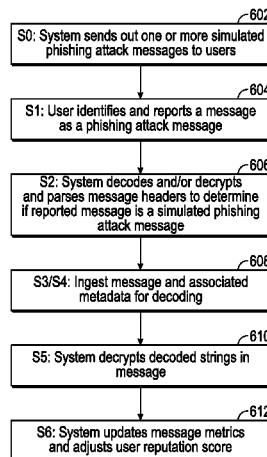 602
S0: System sends out one or more simulated
phishing attack messages to users
604
S1: User identifies and reports a message
as a phishing attack message
606
S2: System decodes and/or decrypts
and parses message headers to determine
if reported message is a simulated phishing
attack message
608
S3/S4: Ingest message and associated
metadata for decoding
610
S5: System decrypts decoded strings in
message
612
S6: System updates message metrics
and adjusts user reputation score